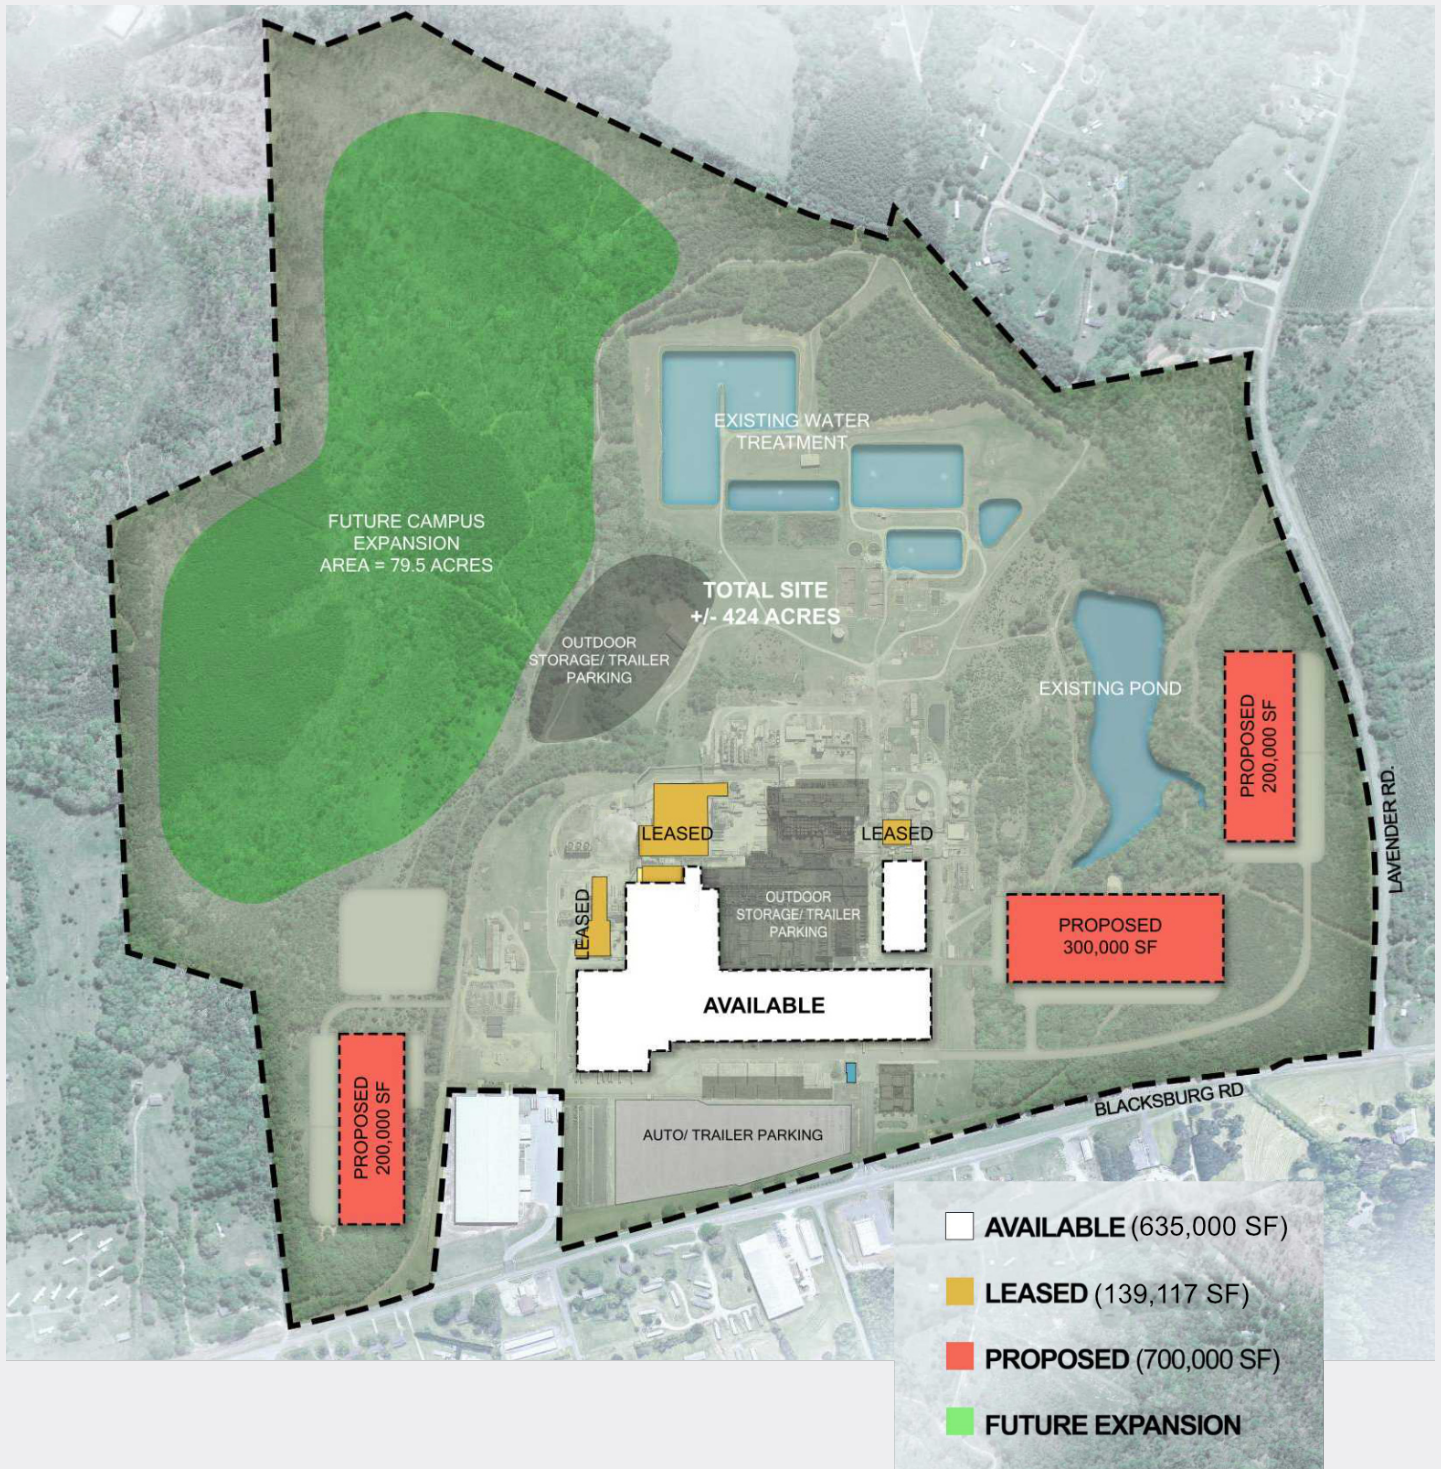 EXISTING WATER
TREATMENT
FUTURE CAMPUS
EXPANSION
AREA = 79.5 ACRES
TOTAL SITE
+/- 424 ACRES
OUTDOOR
STORAGE/ TRAILER
PARKING
EXISTING POND
PROPOSED
200,000 SF
LAVENDER RD.
LEASED
LEASED
LEASED
OUTDOOR
STORAGE/ TRAILER
PARKING
PROPOSED
300,000 SF
AVAILABLE
PROPOSED
200,000 SF
BLACKSBURG RD
AUTO/ TRAILER PARKING
AVAILABLE (635,000 SF)
LEASED (139,117 SF)
PROPOSED (700,000 SF)
FUTURE EXPANSION